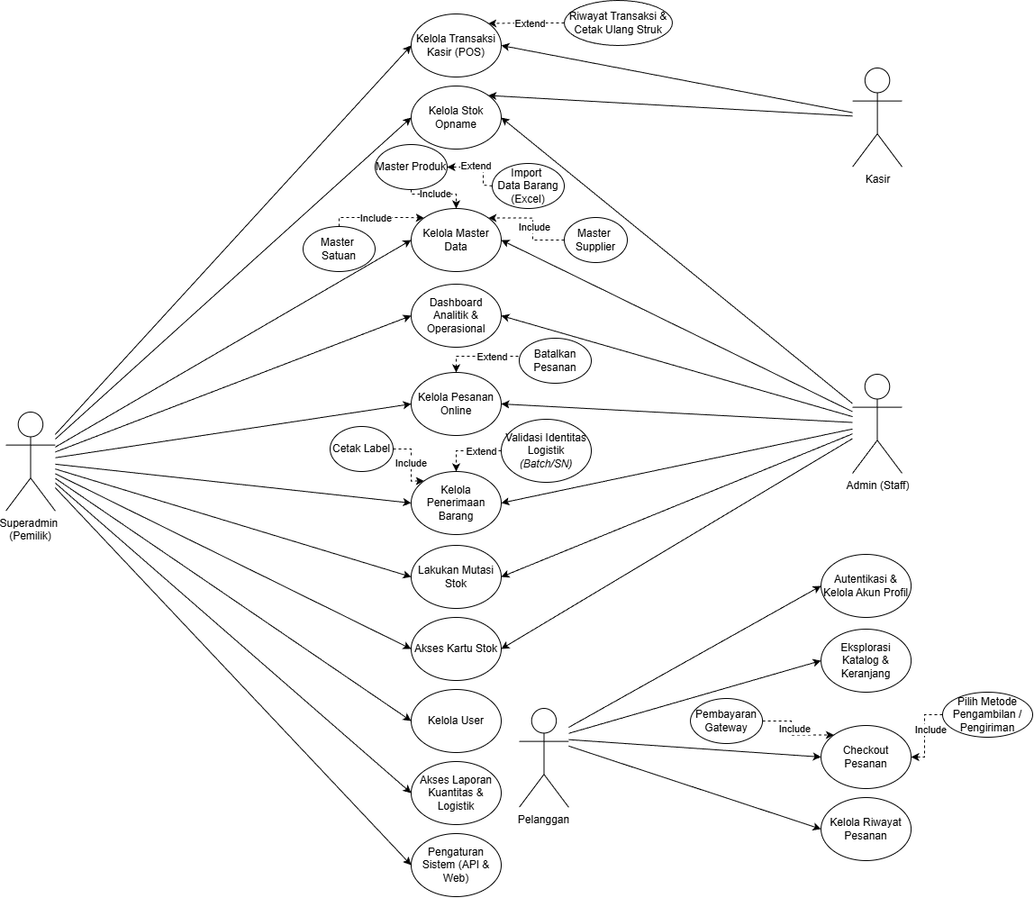 Riwayat Transaksi &
Cetak Ulang Struk
Extend
Kelola Transaksi
Kasir (POS)
Kelola Stok
Opname
Kasir
Master Produk
Extend
Import
Data Barang
(Excel)
Include
Include
Include
Master
Satuan
Kelola Master
Data
Master
Supplier
Dashboard
Analitik &
Operasional
Extend
Batalkan
Pesanan
Kelola Pesanan
Online
Cetak Label
Include
Extend
Validasi Identitas
Logistik
(Batch/SN)
Kelola
Penerimaan
Barang
Admin (Staff)
Superadmin
(Pemilik)
Lakukan Mutasi
Stok
Autentikasi &
Kelola Akun Profil
Akses Kartu Stok
Eksplorasi
Katalog &
Keranjang
Kelola User
Pembayaran
Gateway
Include
Pilih Metode
Pengambilan /
Pengiriman
Include
Checkout
Pesanan
Akses Laporan
Kuantitas &
Logistik
Pelanggan
Kelola Riwayat
Pesanan
Pengaturan
Sistem (API &
Web)